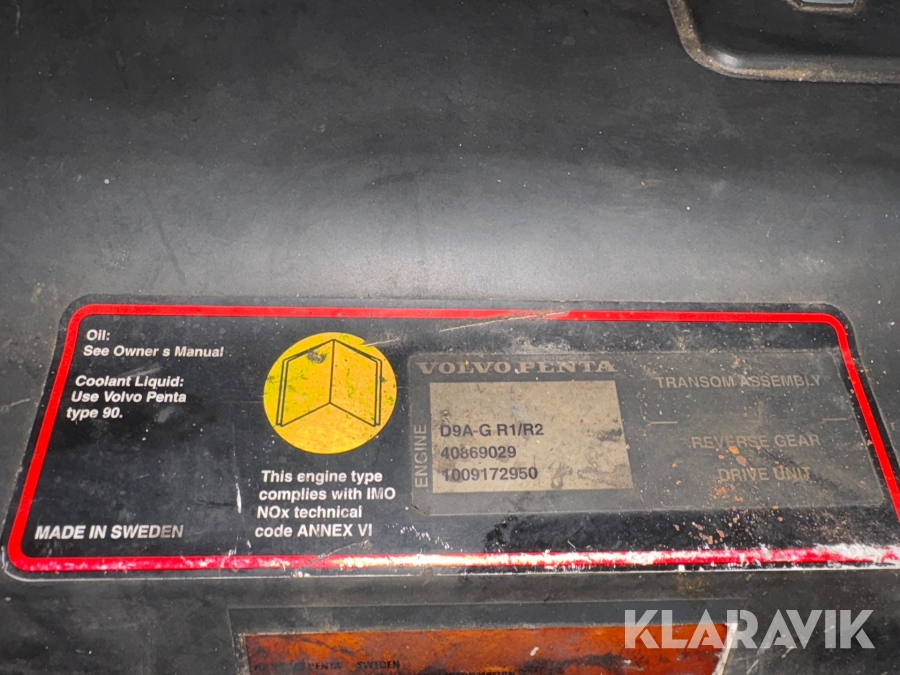 Oil:
See Owner s Manual
Coolant Liquid:
Use Volvo Penta
type 90.
MADE IN SWEDEN
This engine type
complies with IMO
NOx technical
code ANNEX VI
VOLVO PENTA
ENGINE
D9A-G R1/R2
40869029
1009172950
TRANSOM ASSEMBLY
REVERSE GEAR
DRIVE UNIT
PENTA SWEDEN
KLARAVIK